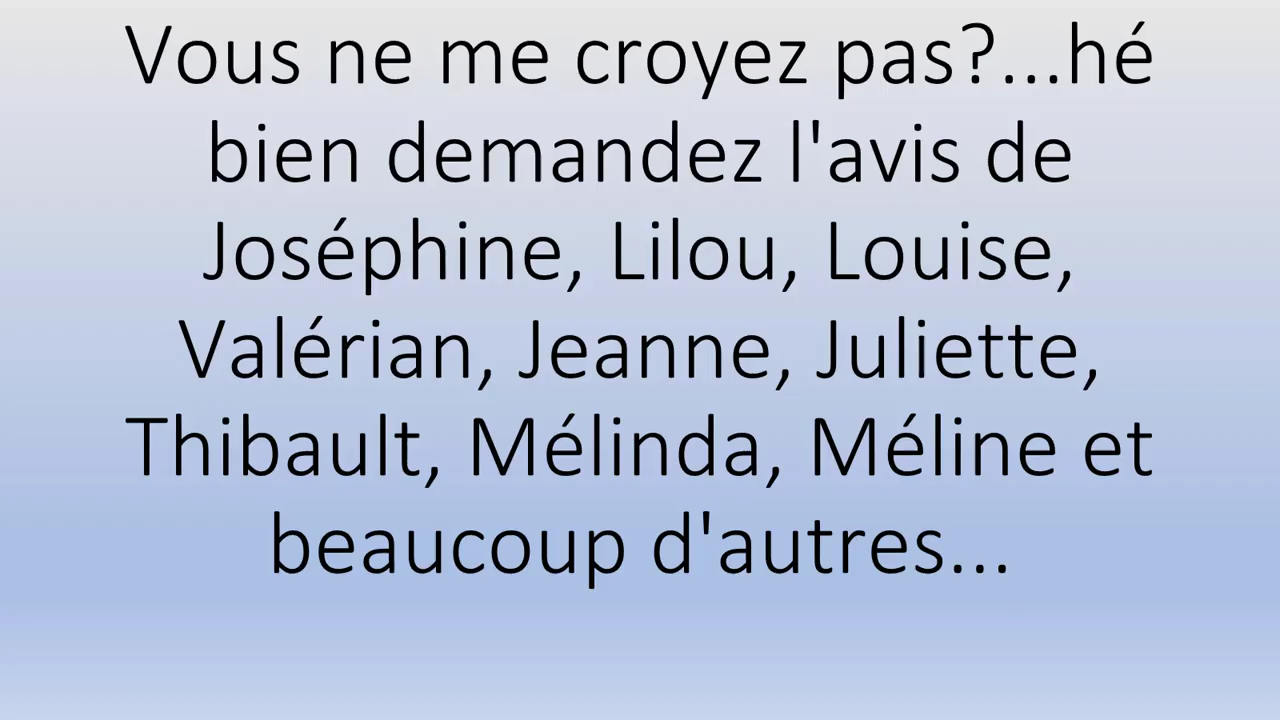 Vous ne me croyez pas?...hé
bien demandez l'avis de
Joséphine, Lilou, Louise,
Valérian, Jeanne, Juliette,
Thibault, Mélinda, Méline et
beaucoup d'autres...